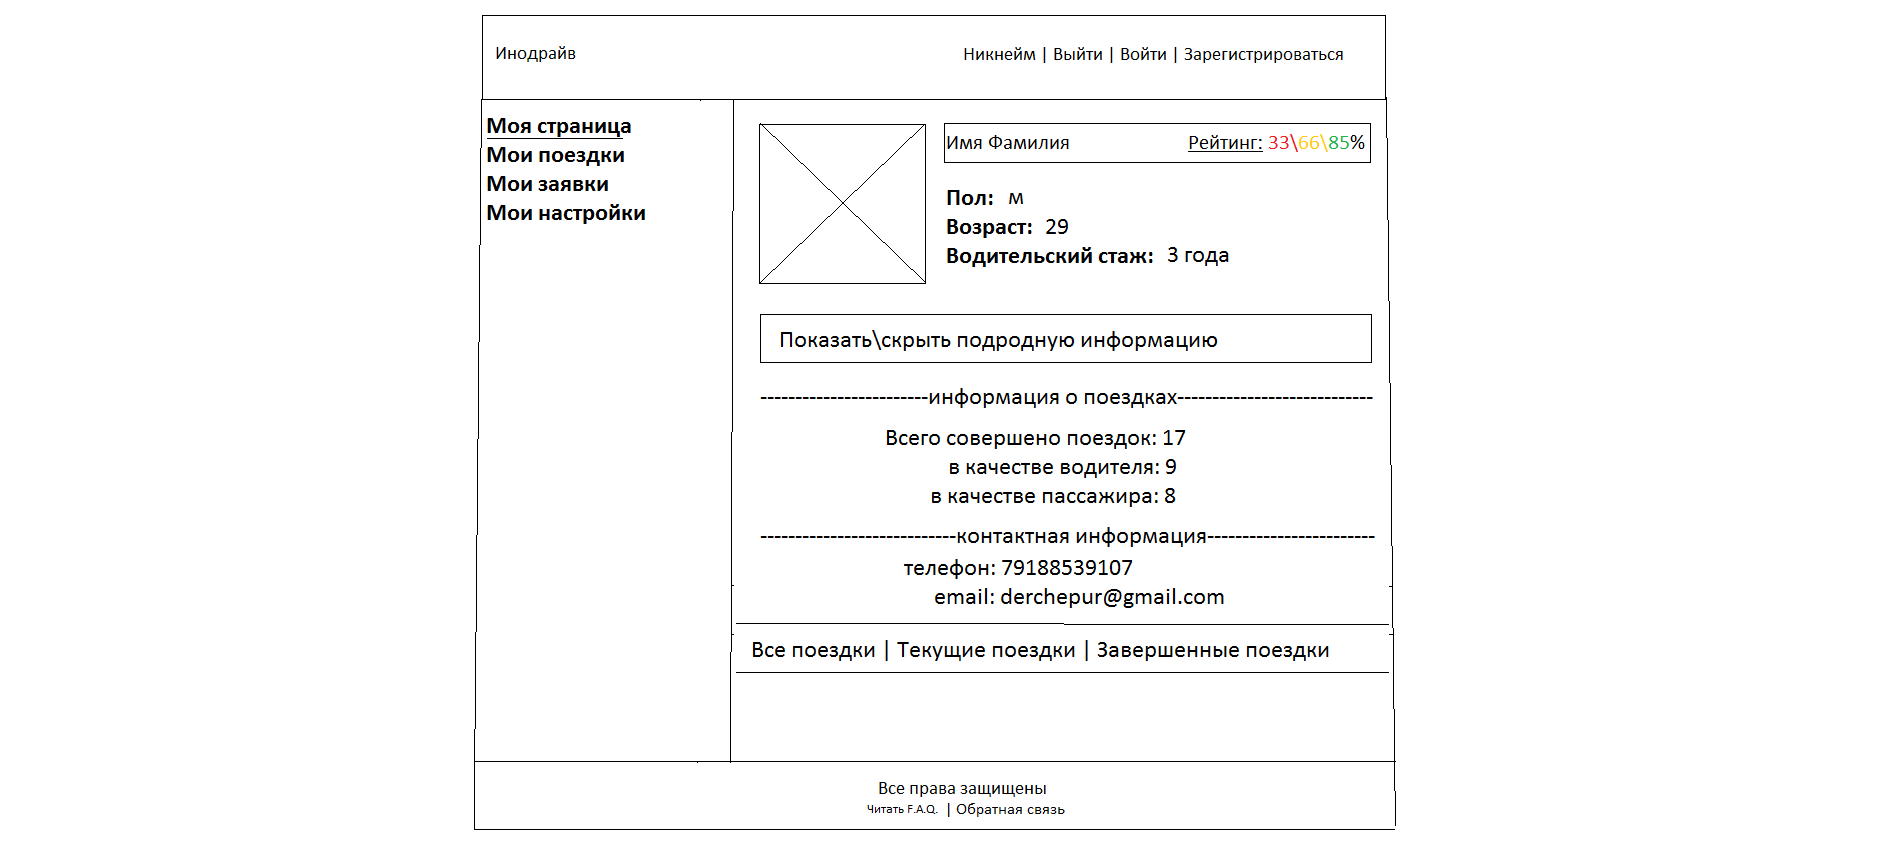 Инодрайв
Никнейм | Выйти | Войти | Зарегистрироваться
Моя страница
Мои поездки
Мои заявки
Мои настройки
Имя Фамилия
Рейтинг: 33\66\85%
Пол: м
Возраст: 29
Водительский стаж: 3 года
Показать\скрыть подродную информацию
------------------------информация о поездках----------------------------
Всего совершено поездок: 17
в качестве водителя: 9
в качестве пассажира: 8
----------------------------контактная информация------------------------
телефон: 79188539107
email: derchepur@gmail.com
Все поездки | Текущие поездки | Завершенные поездки
Все права защищены
Читать F.A.Q. | Обратная связь